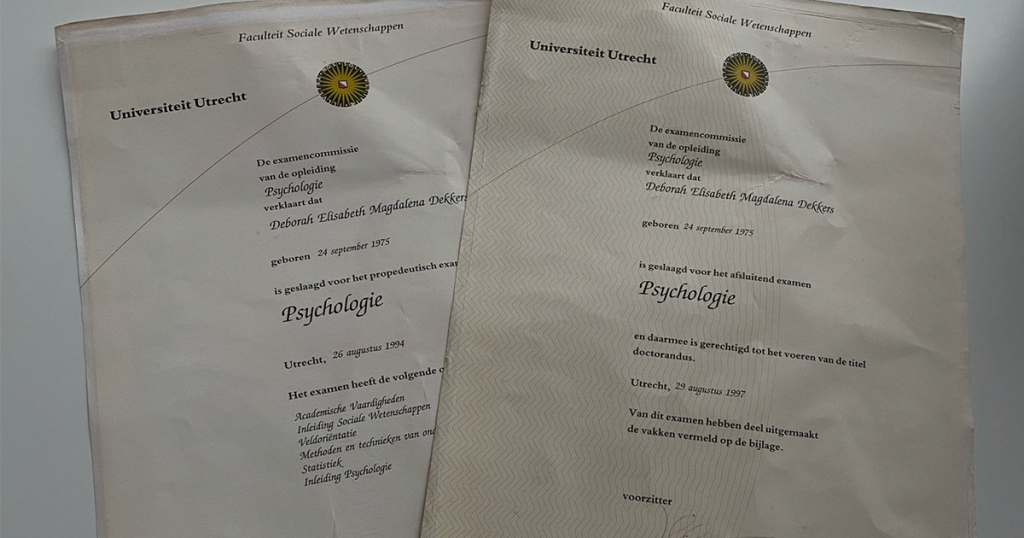 Faculteit Sociale Wetenschappen
Universiteit Utrecht
De examencommissie
van de opleiding
Psychologie
verklaart dat
Deborah Elisabeth Magdalena Dekkers
geboren 24 september 1975
is geslaagd voor het propedeutisch
Psychologie
Utrecht, 26 augustus 1994
Het examen heeft de volgende
Academische Vaardigheden
Inleiding Sociale Wetenschappen
Veldoriëntatie
Methoden en technieken van
Statistiek
Inleiding Psychologie
Faculteit Sociale Wetenschappen
Universiteit Utrecht
De examencommissie
van de opleiding
Psychologie
verklaart dat
Deborah Elisabeth Magdalena Dekkers
geboren 24 september 1975
is geslaagd voor het afsluitend examen
Psychologie
en daarmee is gerechtigd tot het voeren van de titel
doctorandus.
Utrecht, 29 augustus 1997
Van dit examen hebben deel uitgemaakt
de vakken vermeld op de bijlage.
voorzitter